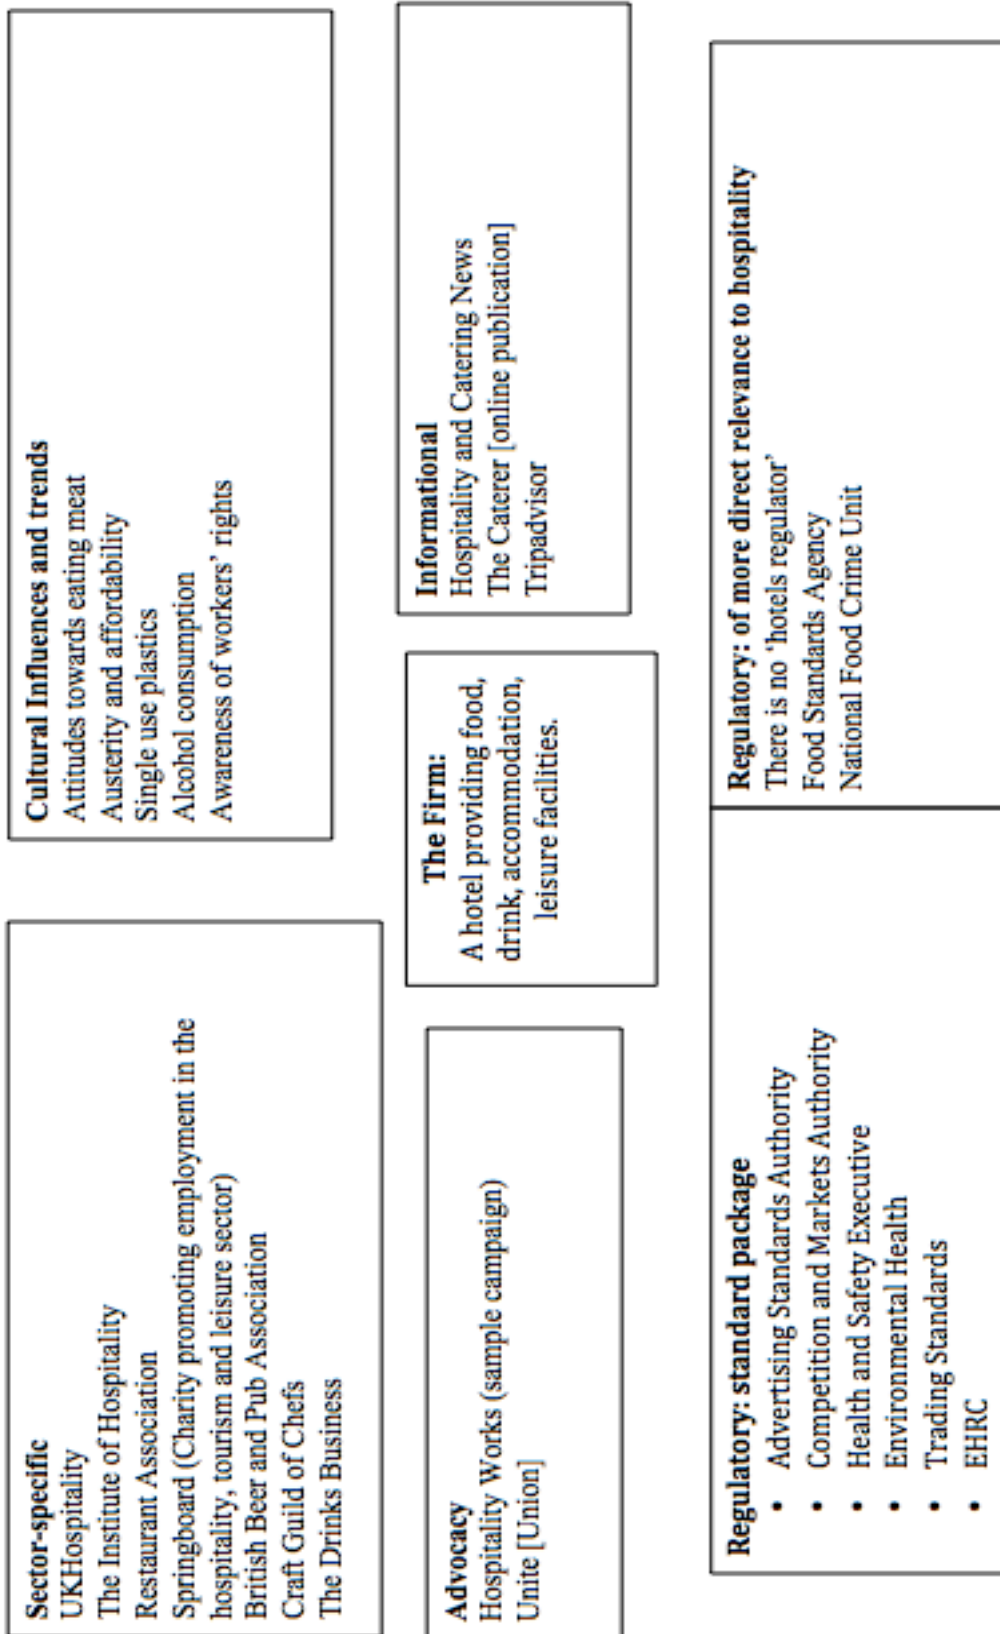 Sector-specific
UKHospitality
The Institute of Hospitality
Restaurant Association
Springboard (Charity promoting employment in the
hospitality, tourism and leisure sector)
British Beer and Pub Association
Craft Guild of Chefs
The Drinks Business
Cultural Influences and trends
Attitudes towards eating meat
Austerity and affordability
Single use plastics
Alcohol consumption
Awareness of workers’ rights
Advocacy
Hospitality Works (sample campaign)
Unite [Union]
The Firm:
A hotel providing food,
drink, accommodation,
leisure facilities.
Informational
Hospitality and Catering News
The Caterer [online publication]
Tripadvisor
Regulatory: standard package
• Advertising Standards Authority
• Competition and Markets Authority
• Health and Safety Executive
• Environmental Health
• Trading Standards
• EHRC
Regulatory: of more direct relevance to hospitality
There is no ‘hotels regulator’
Food Standards Agency
National Food Crime Unit